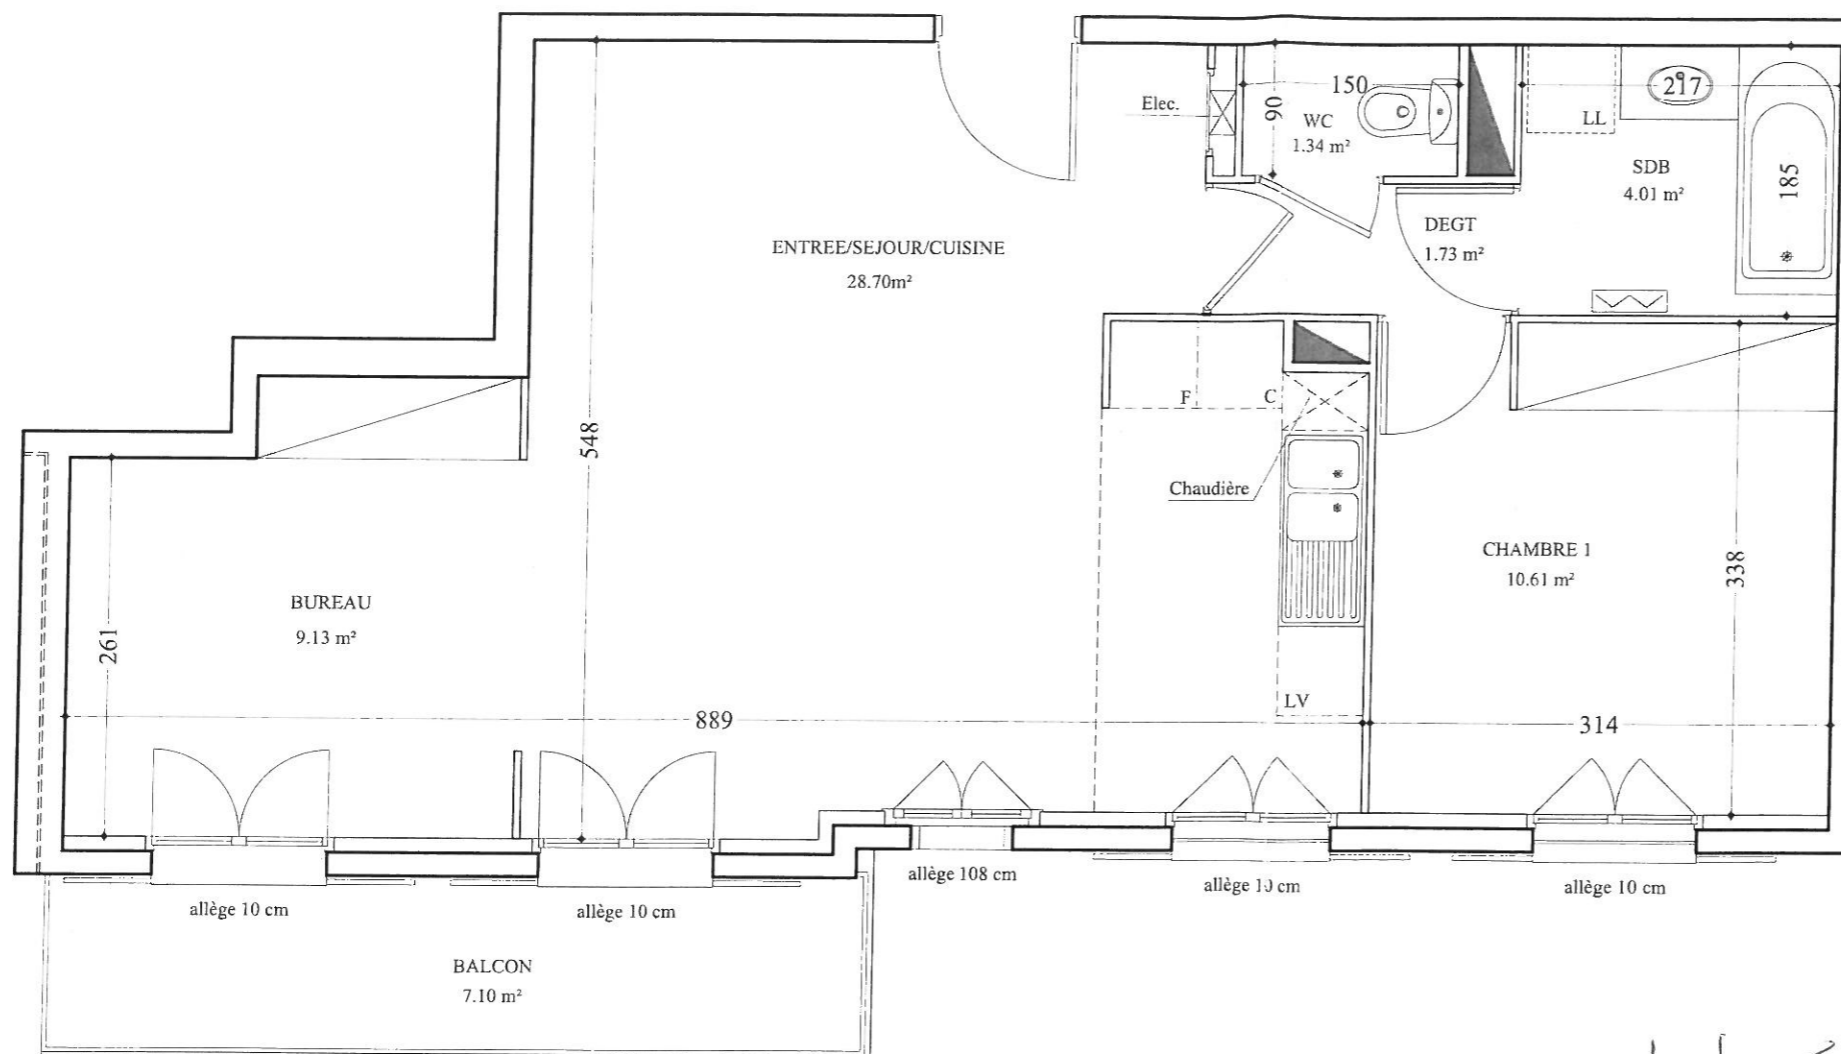 Elec.
90
150
WC
1.34 m²
LL
217
SDB
4.01 m²
185
DEGT
1.73 m²
ENTREE/SEJOUR/CUISINE
28.70m²
F
C
548
Chaudière
CHAMBRE 1
10.61 m²
338
BUREAU
9.13 m²
261
889
LV
314
allège 10 cm
allège 10 cm
allège 108 cm
allège 10 cm
allège 10 cm
BALCON
7.10 m²